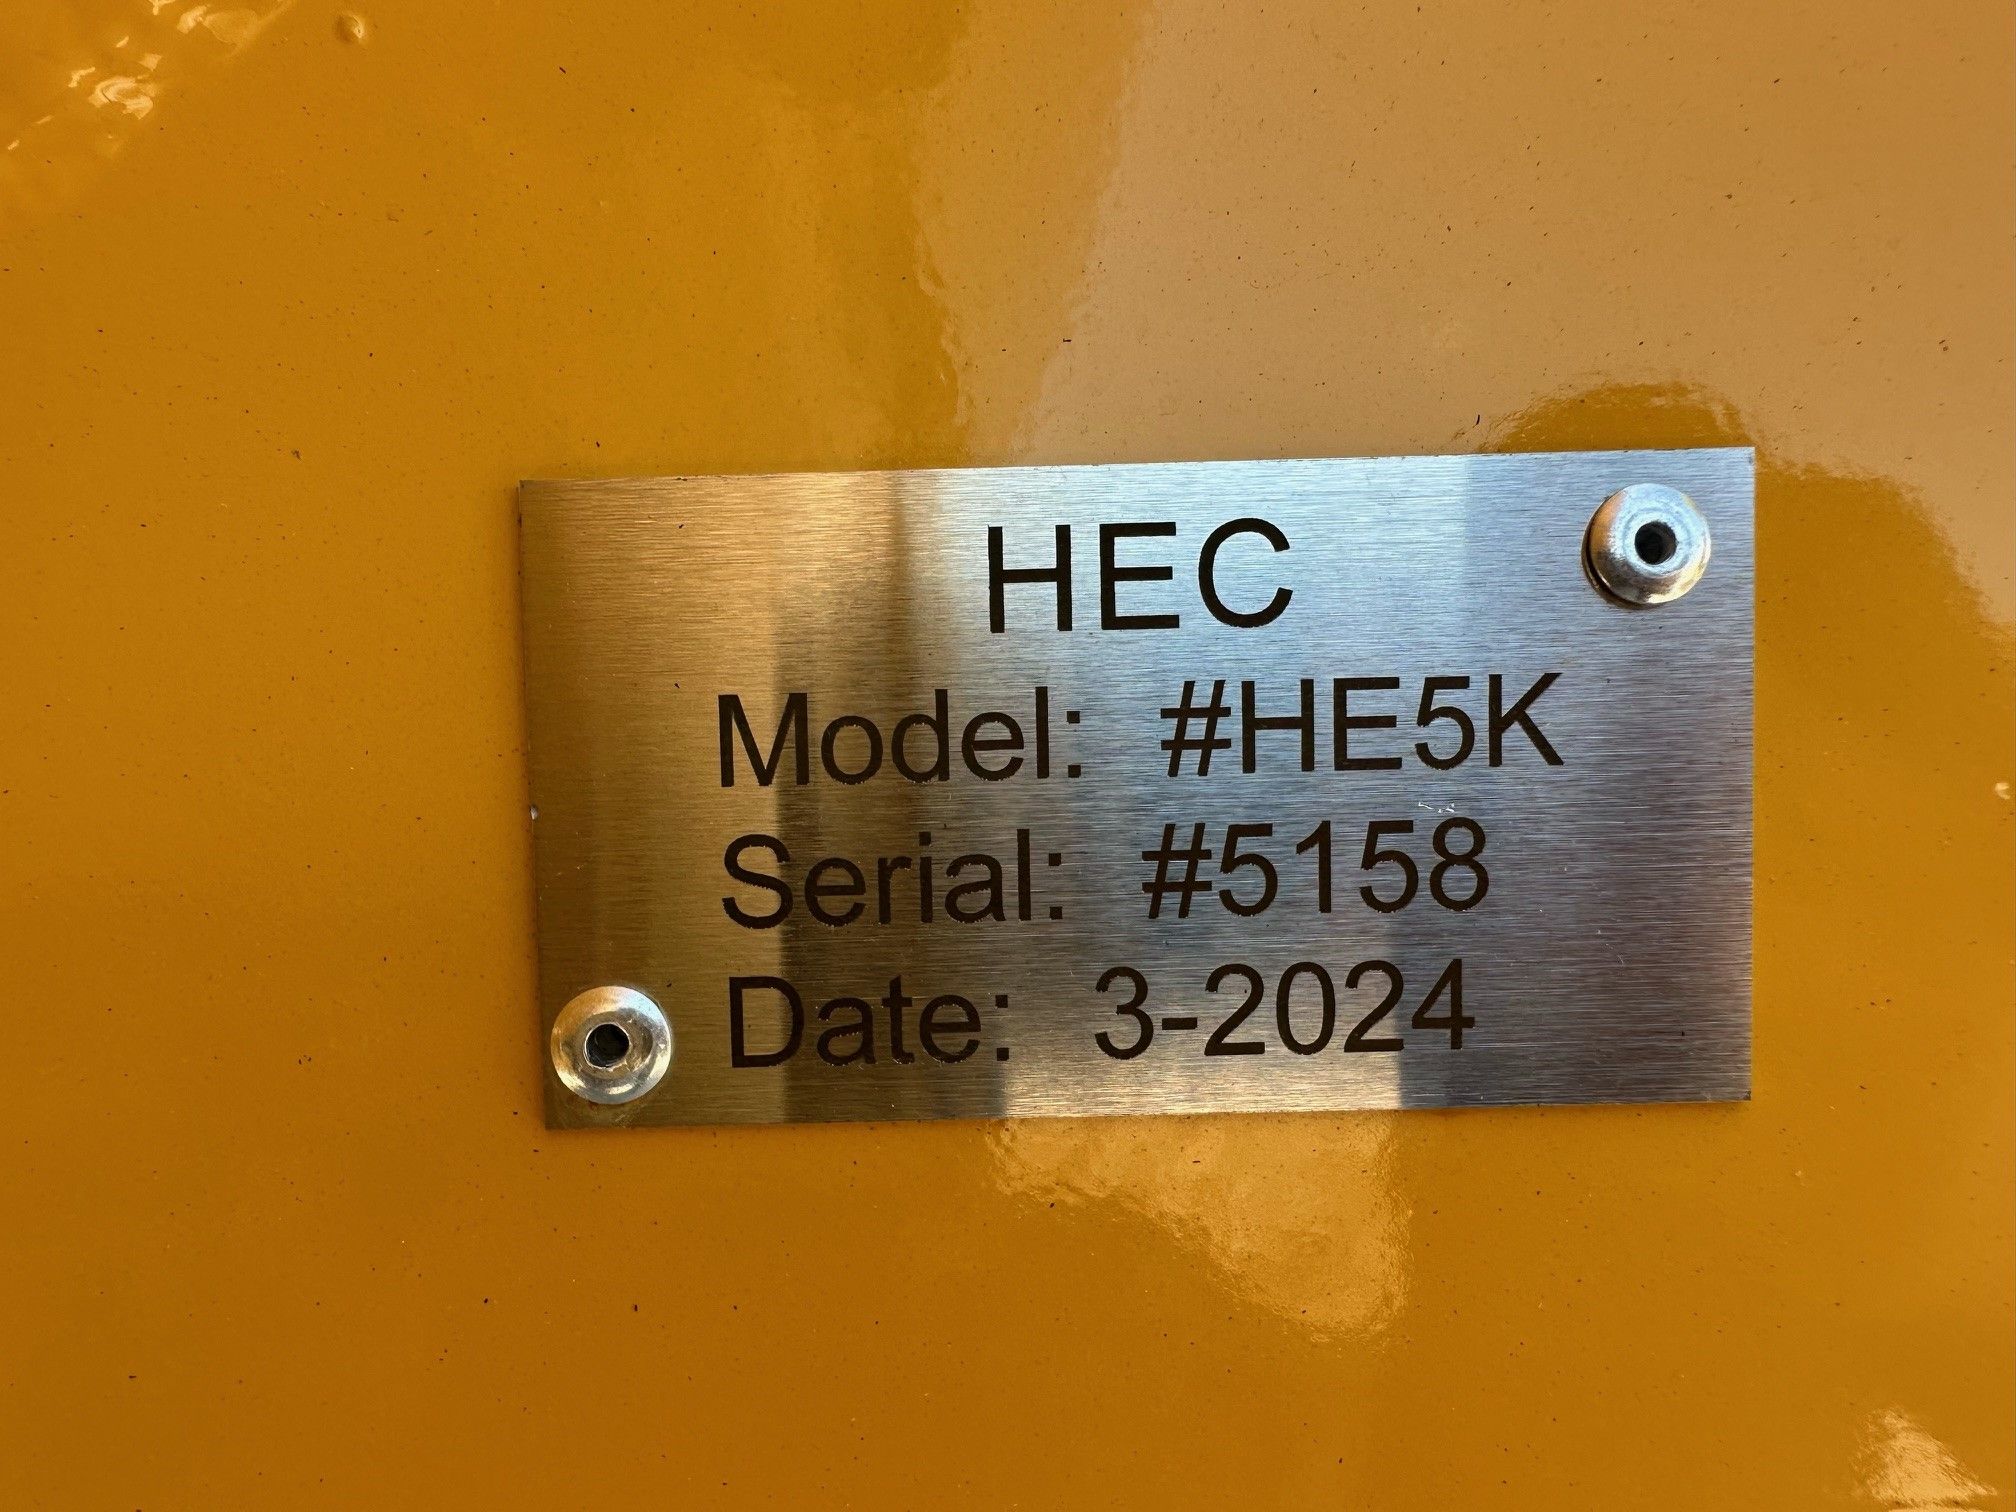 HEC
Model: #HE5K
Serial: #5158
Date: 3-2024